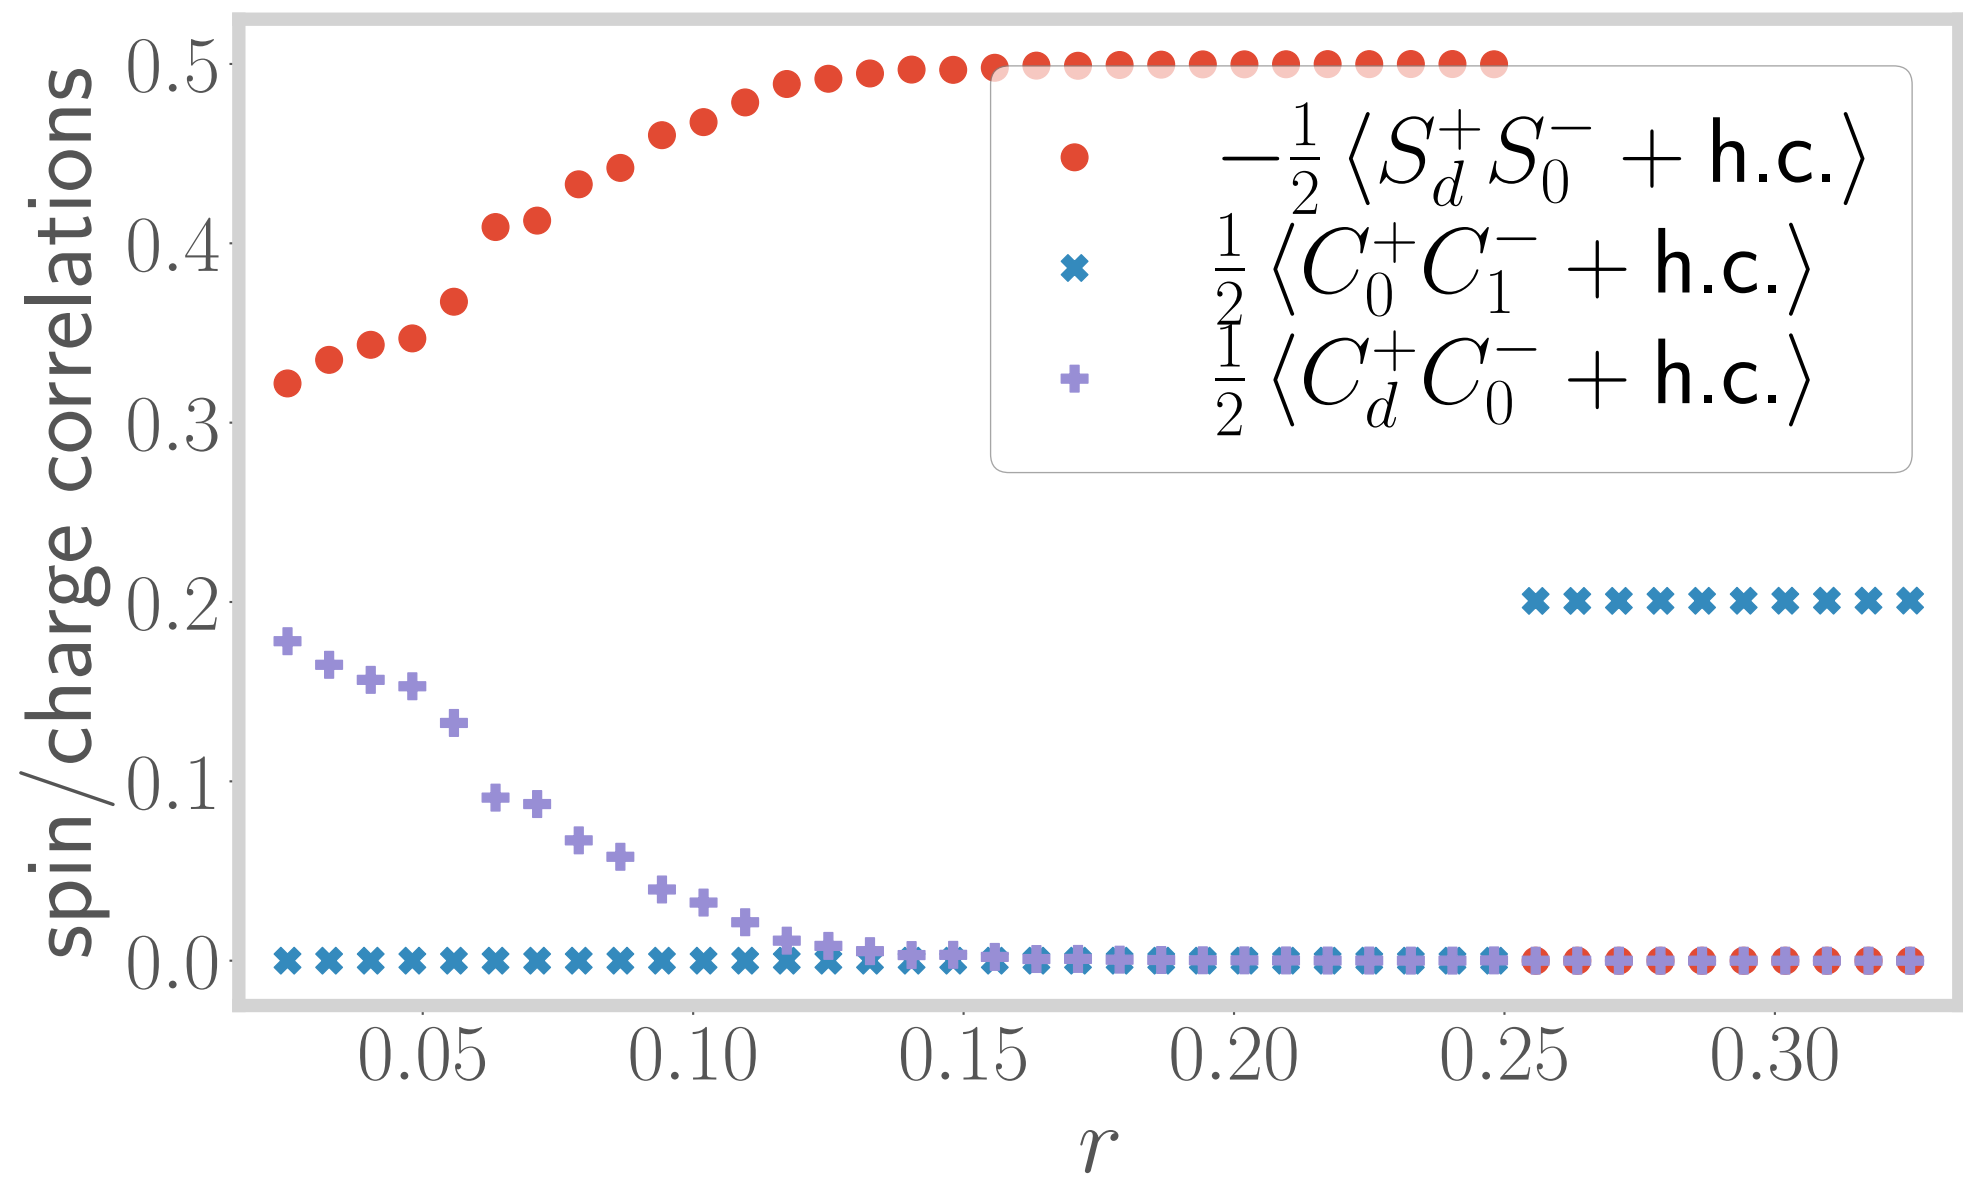 spin/charge correlations
0.5
0.4
0.3
0.2
0.1
0.0
−½⟨S_d^+ S_0^− + h.c.⟩
½⟨C_0^+ C_1^− + h.c.⟩
½⟨C_d^+ C_0^− + h.c.⟩
0.05 0.10 0.15 0.20 0.25 0.30
r